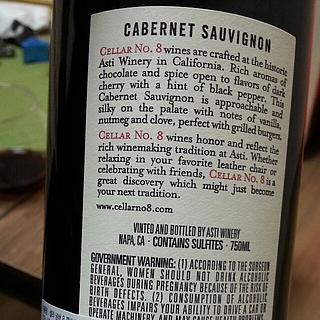 CABERNET SAUVIGNON
CELLAR NO. 8 wines are crafted at the historic
Asti Winery in California. Rich aromas of
chocolate and spice open to flavors of dark
cherry with a hint of black pepper. This
Cabernet Sauvignon is approachable and
silky on the palate with notes of vanilla,
nutmeg and clove, perfect with grilled burgers.
CELLAR NO. 8 wines honor and reflect the
rich winemaking tradition at Asti. Whether
relaxing in your favorite leather chair or
celebrating with friends, CELLAR NO. 8 is a
great discovery which might just become
your next tradition.
www.cellarno8.com
VINTED AND BOTTLED BY ASTI WINERY
NAPA, CA · CONTAINS SULFITES · 750ML
GOVERNMENT WARNING: (1) ACCORDING TO THE SURGEON
GENERAL, WOMEN SHOULD NOT DRINK ALCOHOLIC
BEVERAGES DURING PREGNANCY BECAUSE OF THE RISK OF
BIRTH DEFECTS. (2) CONSUMPTION OF ALCOHOLIC
BEVERAGES IMPAIRS YOUR ABILITY TO DRIVE A CAR OR
OPERATE MACHINERY AND MAY CAUSE HEALTH PROBLEMS.